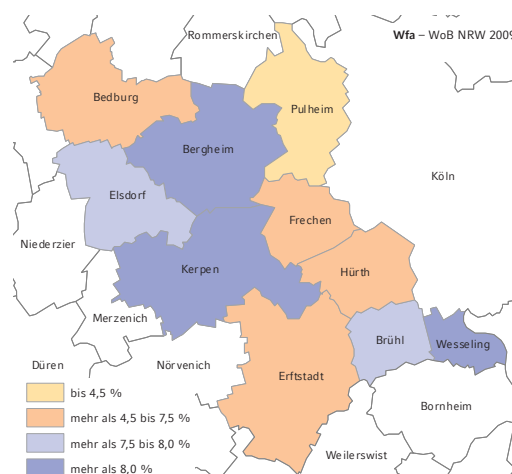 Rommerskirchen
Wfa – WoB NRW 2009
Bedburg
Pulheim
Bergheim
Köln
Elsdorf
Frechen
Niederzier
Kerpen
Hürth
Merzenich
Brühl
Wesseling
Düren
Nörvenich
Erftstadt
bis 4,5 %
mehr als 4,5 bis 7,5 %
Bornheim
mehr als 7,5 bis 8,0 %
Weilerswist
mehr als 8,0 %